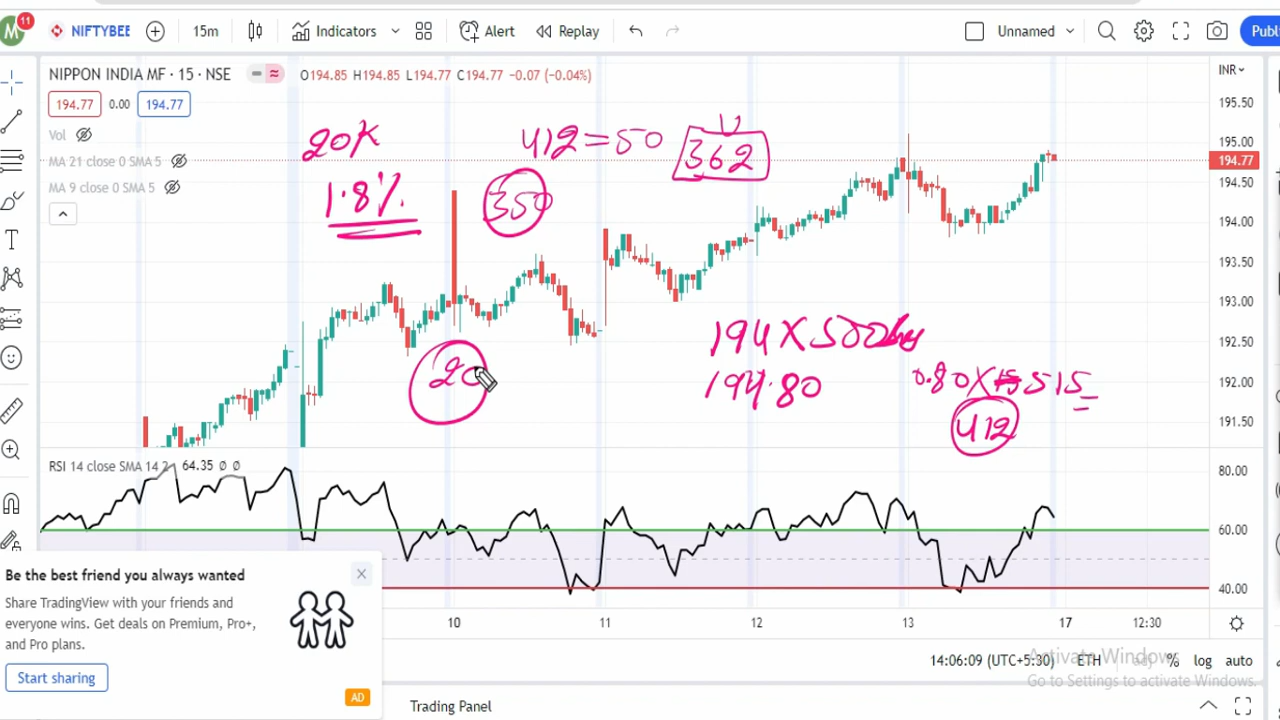 M 11 NIFTYBEE 15m Indicators Alert Replay Unnamed Publ
NIPPON INDIA MF · 15 · NSE O194.85 H194.85 L194.77 C194.77 -0.07 (-0.04%) INR
194.77 0.00 194.77
Vol
MA 21 close 0 SMA 5
MA 9 close 0 SMA 5
20K
1.8%
412=50
362
350
20
194X500
194.80
0.80X 515
412
195.50
195.00
194.77
194.50
194.00
193.50
193.00
192.50
192.00
191.50
RSI 14 close SMA 14 2 64.35 Ø Ø
80.00
60.00
40.00
Be the best friend you always wanted
Share TradingView with your friends and
everyone wins. Get deals on Premium, Pro+,
and Pro plans.
Start sharing
AD
10 11 12 13 17 12:30
14:06:09 (UTC+5:30) ETH adj % log auto
Activate Windows
Go to Settings to activate Windows.
Trading Panel